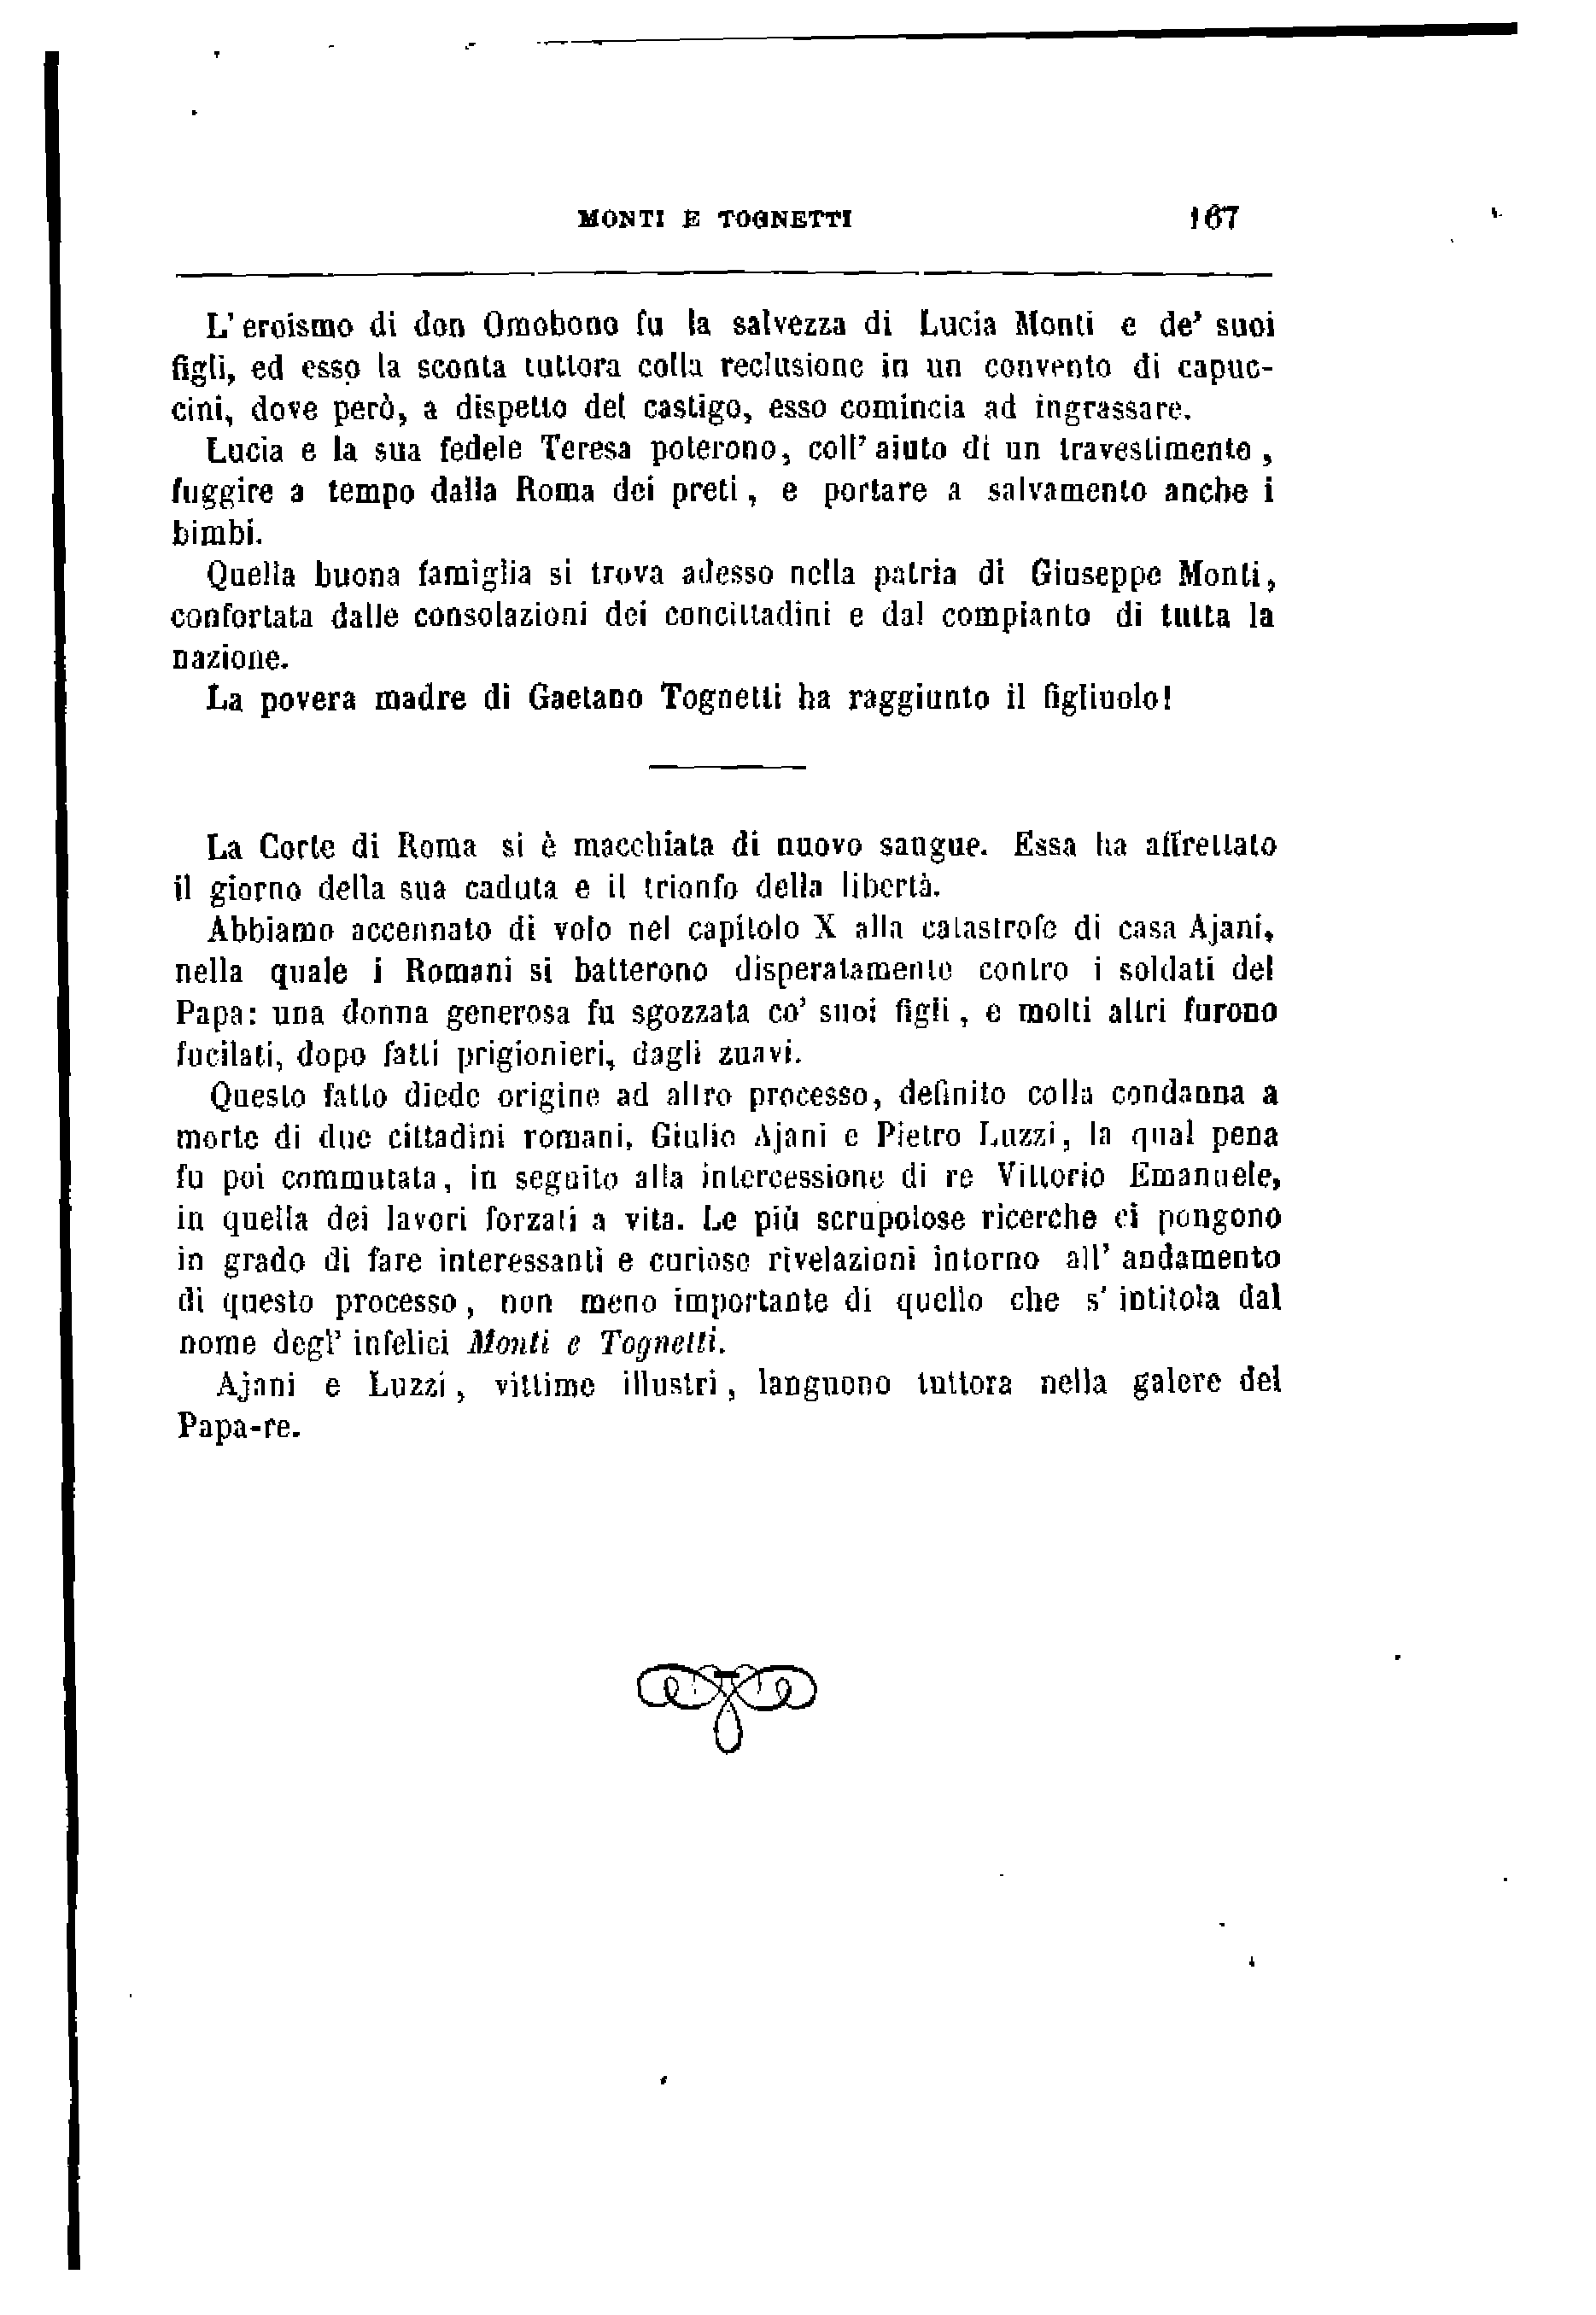 MONTI E TOGNETTI 167
L'eroismo di don Omobono fu la salvezza di Lucia Monti e de' suoi
figli, ed esso la sconta tuttora colla reclusione in un convento di capuc-
cini, dove però, a dispetto del castigo, esso comincia ad ingrassare.
Lucia e la sua fedele Teresa poterono, coll'aiuto di un travestimento,
fuggire a tempo dalla Roma dei preti, e portare a salvamento anche i
bimbi.
Quella buona famiglia si trova adesso nella patria di Giuseppe Monti,
confortata dalle consolazioni dei concittadini e dal compianto di tutta la
nazione.
La povera madre di Gaetano Tognetti ha raggiunto il figliuolo!
La Corte di Roma si è macchiata di nuovo sangue. Essa ha affrettato
il giorno della sua caduta e il trionfo della libertà.
Abbiamo accennato di volo nel capitolo X alla catastrofe di casa Ajani,
nella quale i Romani si batterono disperatamente contro i soldati del
Papa: una donna generosa fu sgozzata co' suoi figli, e molti altri furono
fucilati, dopo fatti prigionieri, dagli zuavi.
Questo fatto diede origine ad altro processo, definito colla condanna a
morte di due cittadini romani, Giulio Ajani e Pietro Luzzi, la qual pena
fu poi commutata, in seguito alla intercessione di re Vittorio Emanuele,
in quella dei lavori forzati a vita. Le più scrupolose ricerche ci pongono
in grado di fare interessanti e curiose rivelazioni intorno all'andamento
di questo processo, non meno importante di quello che s'intitola dal
nome degl'infelici Monti e Tognetti.
Ajani e Luzzi, vittime illustri, languono tuttora nella galere del
Papa-re.